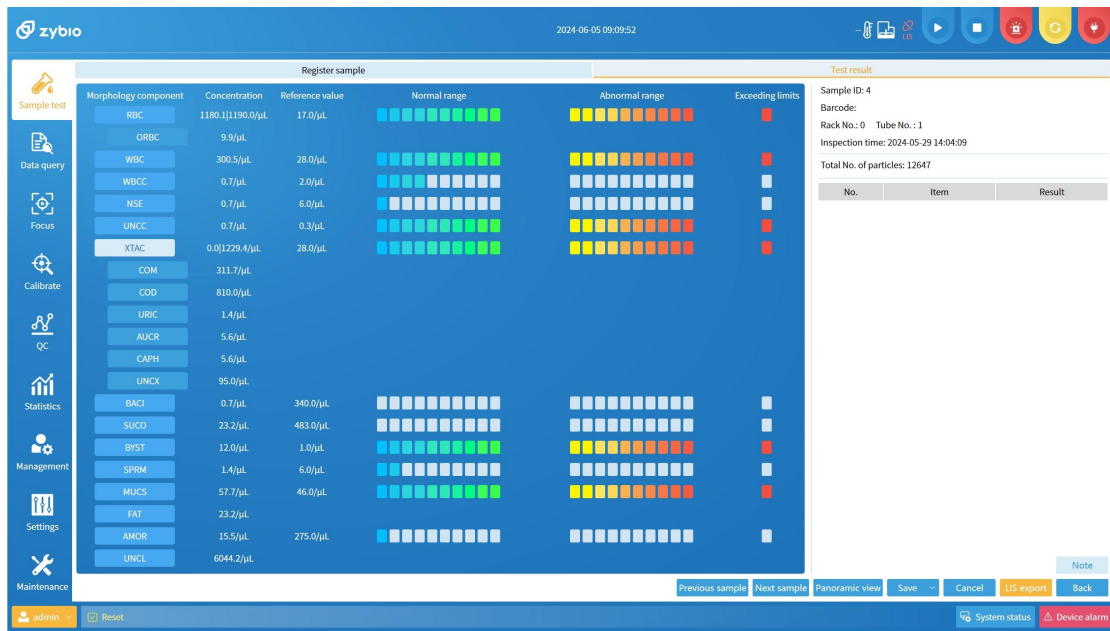 zybio
2024-06-05 09:09:52
LIS
Register sample Test result
Sample test
Data query
Focus
Calibrate
QC
Statistics
Management
Settings
Maintenance
Morphology component Concentration Reference value Normal range Abnormal range Exceeding limits
RBC 1180.1|1190.0/μL 17.0/μL
ORBC 9.9/μL
WBC 300.5/μL 28.0/μL
WBCC 0.7/μL 2.0/μL
NSE 0.7/μL 6.0/μL
UNCC 0.7/μL 0.3/μL
XTAC 0.0|1229.4/μL 28.0/μL
COM 311.7/μL
COD 810.0/μL
URIC 1.4/μL
AUCR 5.6/μL
CAPH 5.6/μL
UNCX 95.0/μL
BACI 0.7/μL 340.0/μL
SUCO 23.2/μL 483.0/μL
BYST 12.0/μL 1.0/μL
SPRM 1.4/μL 6.0/μL
MUCS 57.7/μL 46.0/μL
FAT 23.2/μL
AMOR 15.5/μL 275.0/μL
UNCL 6044.2/μL
Sample ID: 4
Barcode:
Rack No.: 0 Tube No. : 1
Inspection time: 2024-05-29 14:04:09
Total No. of particles: 12647
No. Item Result
Note
Previous sample Next sample Panoramic view Save Cancel LIS export Back
admin Reset System status Device alarm